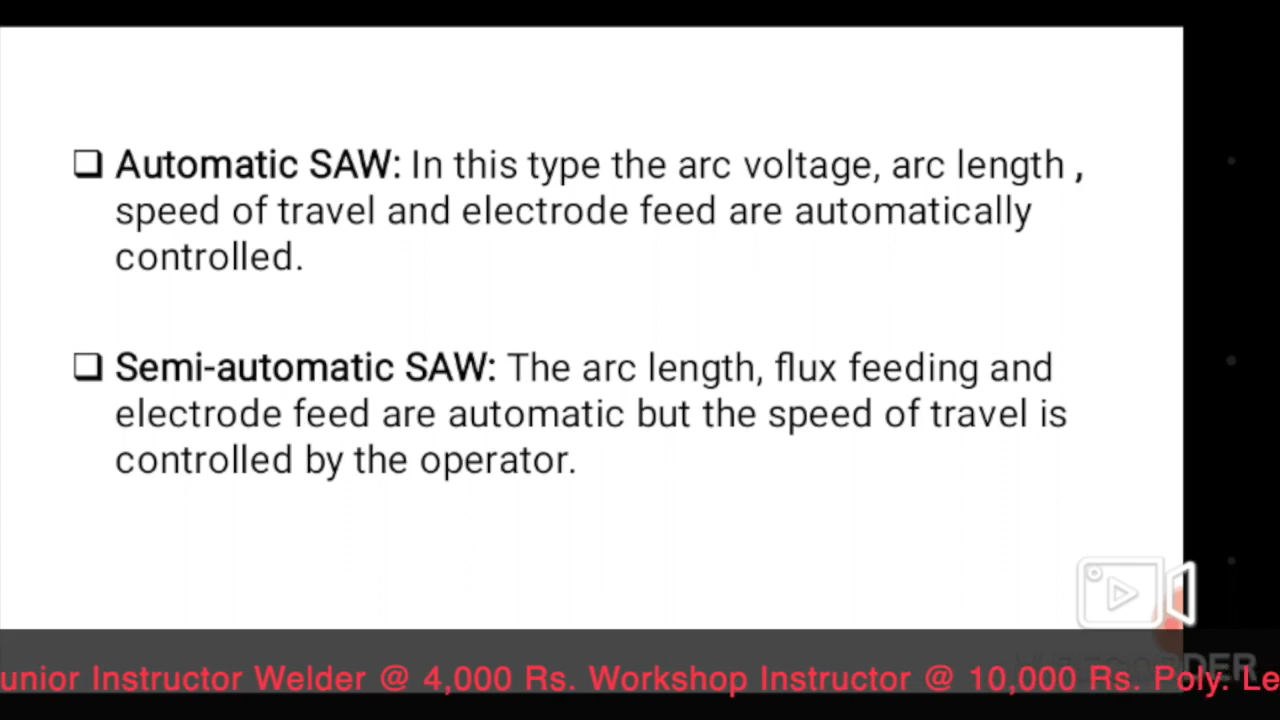 ❑ Automatic SAW: In this type the arc voltage, arc length ,
speed of travel and electrode feed are automatically
controlled.
❑ Semi-automatic SAW: The arc length, flux feeding and
electrode feed are automatic but the speed of travel is
controlled by the operator.
unior Instructor Welder @ 4,000 Rs. Workshop Instructor @ 10,000 Rs. Poly. Le